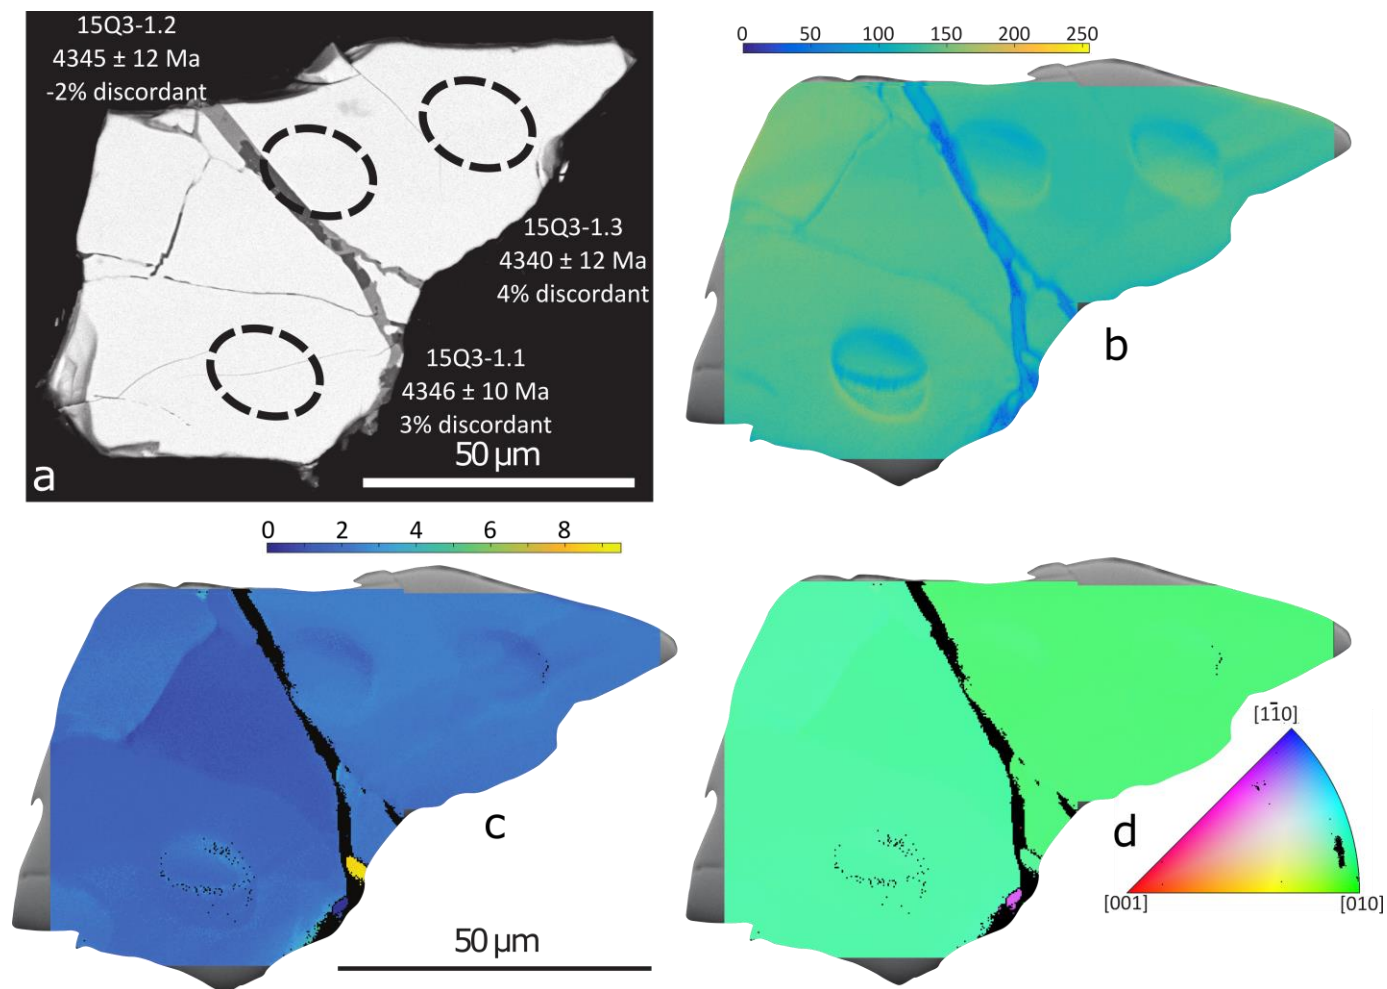 15Q3-1.2
4345 ± 12 Ma
-2% discordant
15Q3-1.3
4340 ± 12 Ma
4% discordant
15Q3-1.1
4346 ± 10 Ma
3% discordant
50 µm
a
0 50 100 150 200 250
b
0 2 4 6 8
c
50 µm
d
[11̅0]
[001]
[010]